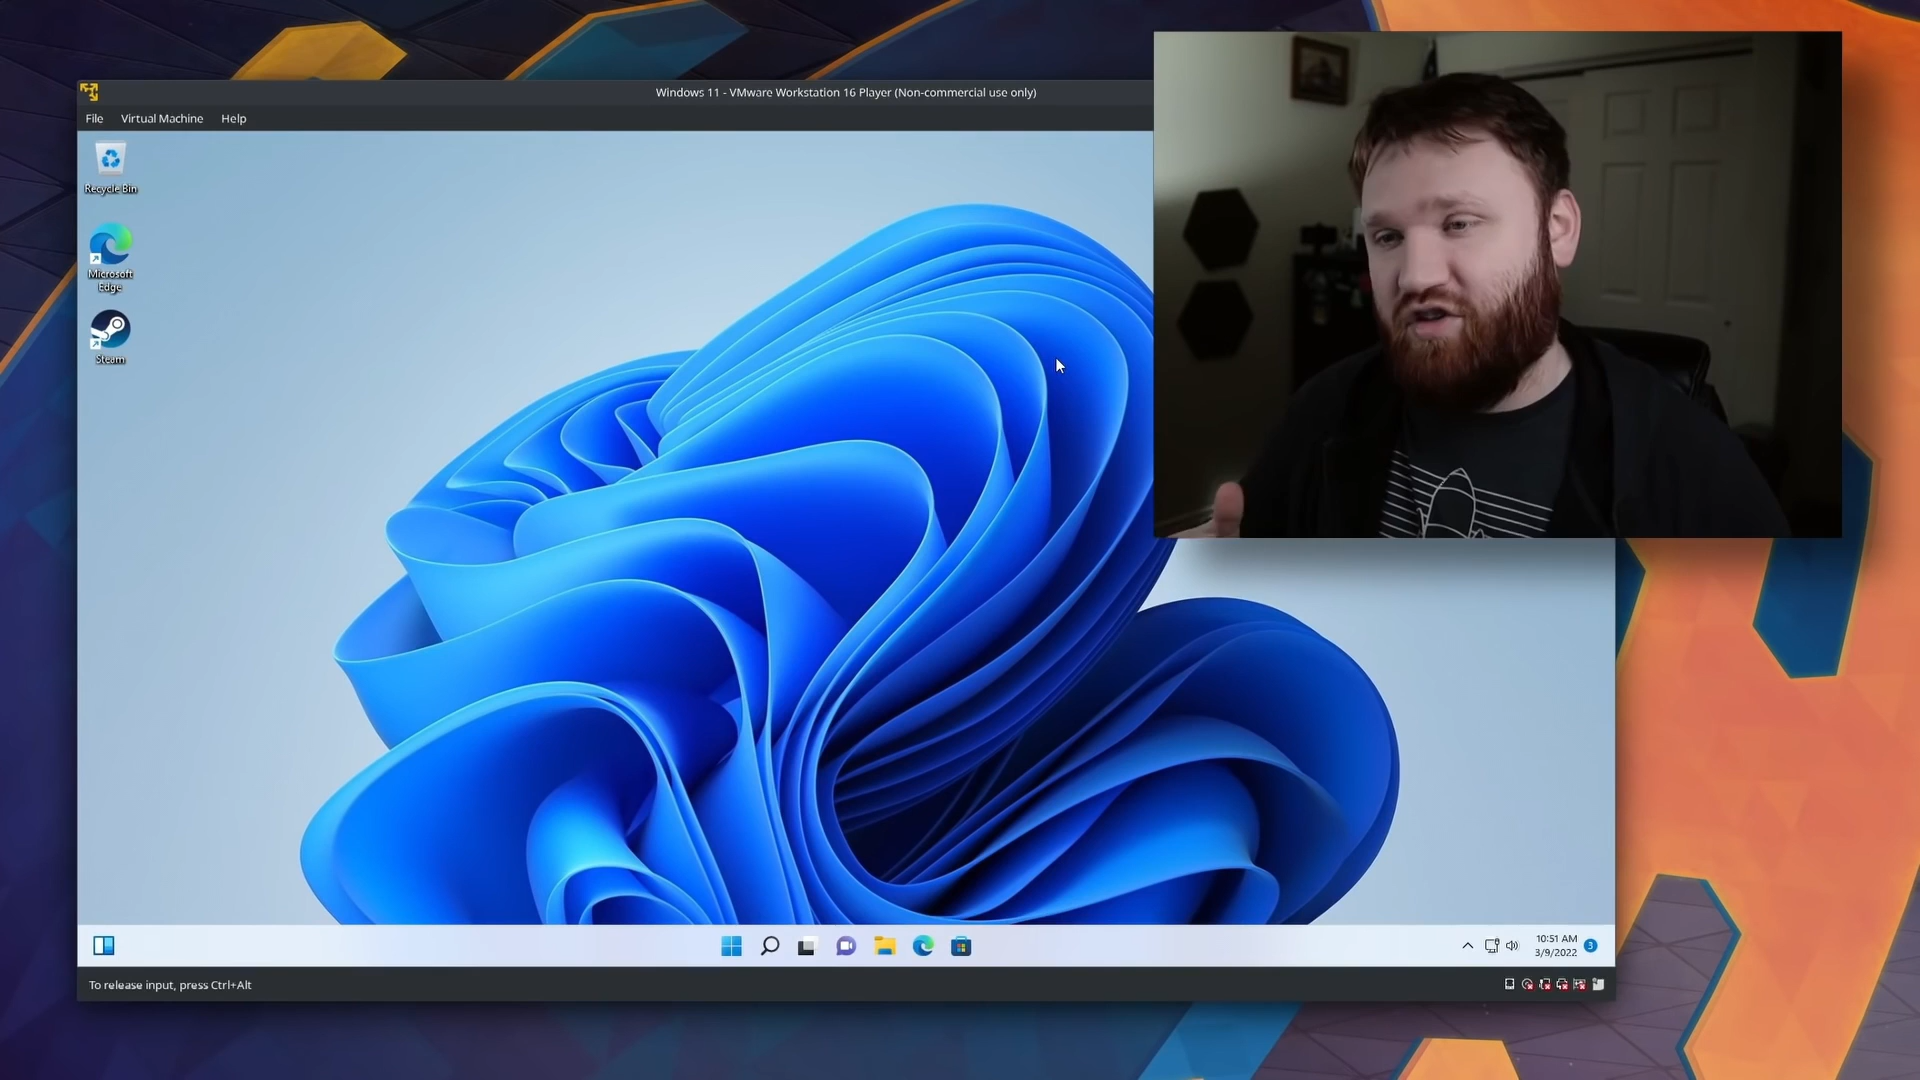 Windows 11 - VMware Workstation 16 Player (Non-commercial use only)
File Virtual Machine Help
Recycle Bin
Microsoft
Edge
Steam
10:51 AM
3/9/2022
3
To release input, press Ctrl+Alt